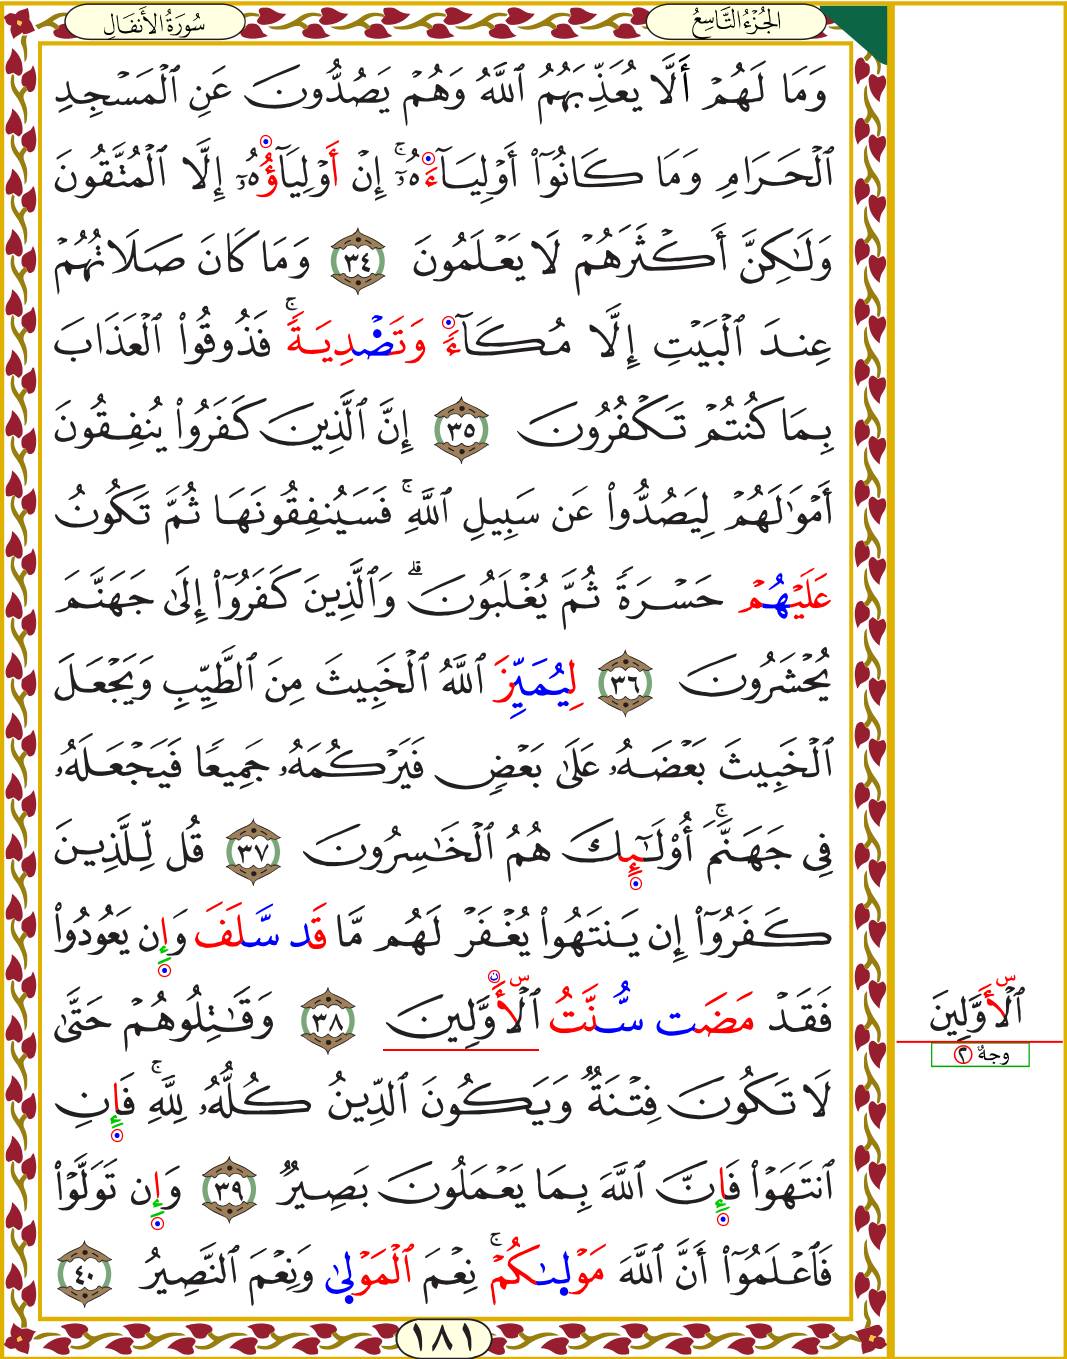 سُورَةُ الأَنفَالِ
الجُزْءُ التَّاسِعُ
وَمَا لَهُمْ أَلَّا يُعَذِّبَهُمُ ٱللَّهُ وَهُمْ يَصُدُّونَ عَنِ ٱلْمَسْجِدِ
ٱلْحَرَامِ وَمَا كَانُوٓاْ أَوْلِيَآءَهُۥٓۚ إِنْ أَوْلِيَآؤُهُۥٓ إِلَّا ٱلْمُتَّقُونَ
وَلَٰكِنَّ أَكْثَرَهُمْ لَا يَعْلَمُونَ ٣٤ وَمَا كَانَ صَلَاتُهُمْ
عِندَ ٱلْبَيْتِ إِلَّا مُكَآءً وَتَصْدِيَةًۚ فَذُوقُواْ ٱلْعَذَابَ
بِمَا كُنتُمْ تَكْفُرُونَ ٣٥ إِنَّ ٱلَّذِينَ كَفَرُواْ يُنفِقُونَ
أَمْوَٰلَهُمْ لِيَصُدُّواْ عَن سَبِيلِ ٱللَّهِۚ فَسَيُنفِقُونَهَا ثُمَّ تَكُونُ
عَلَيْهُمْ حَسْرَةً ثُمَّ يُغْلَبُونَۗ وَٱلَّذِينَ كَفَرُوٓاْ إِلَىٰ جَهَنَّمَ
يُحْشَرُونَ ٣٦ لِيُمَيِّزَ ٱللَّهُ ٱلْخَبِيثَ مِنَ ٱلطَّيِّبِ وَيَجْعَلَ
ٱلْخَبِيثَ بَعْضَهُۥ عَلَىٰ بَعْضٍ فَيَرْكُمَهُۥ جَمِيعًا فَيَجْعَلَهُۥ
فِى جَهَنَّمَۚ أُوْلَٰٓئِكَ هُمُ ٱلْخَٰسِرُونَ ٣٧ قُل لِّلَّذِينَ
كَفَرُوٓاْ إِن يَنتَهُواْ يُغْفَرْ لَهُم مَّا قَد سَّلَفَ وَإِن يَعُودُواْ
فَقَدْ مَضَت سُّنَّتُ ٱلْأَوَّلِينَ ٣٨ وَقَٰتِلُوهُمْ حَتَّىٰ
لَا تَكُونَ فِتْنَةٌ وَيَكُونَ ٱلدِّينُ كُلُّهُۥ لِلَّهِۚ فَإِنِ
ٱنتَهَوْاْ فَإِنَّ ٱللَّهَ بِمَا يَعْمَلُونَ بَصِيرٌ ٣٩ وَإِن تَوَلَّوْاْ
فَٱعْلَمُوٓاْ أَنَّ ٱللَّهَ مَوْلَىٰكُمْۚ نِعْمَ ٱلْمَوْلَىٰ وَنِعْمَ ٱلنَّصِيرُ ٤٠
ٱلْأَوَّلِينَ
وجهٌ ٢
١٨١